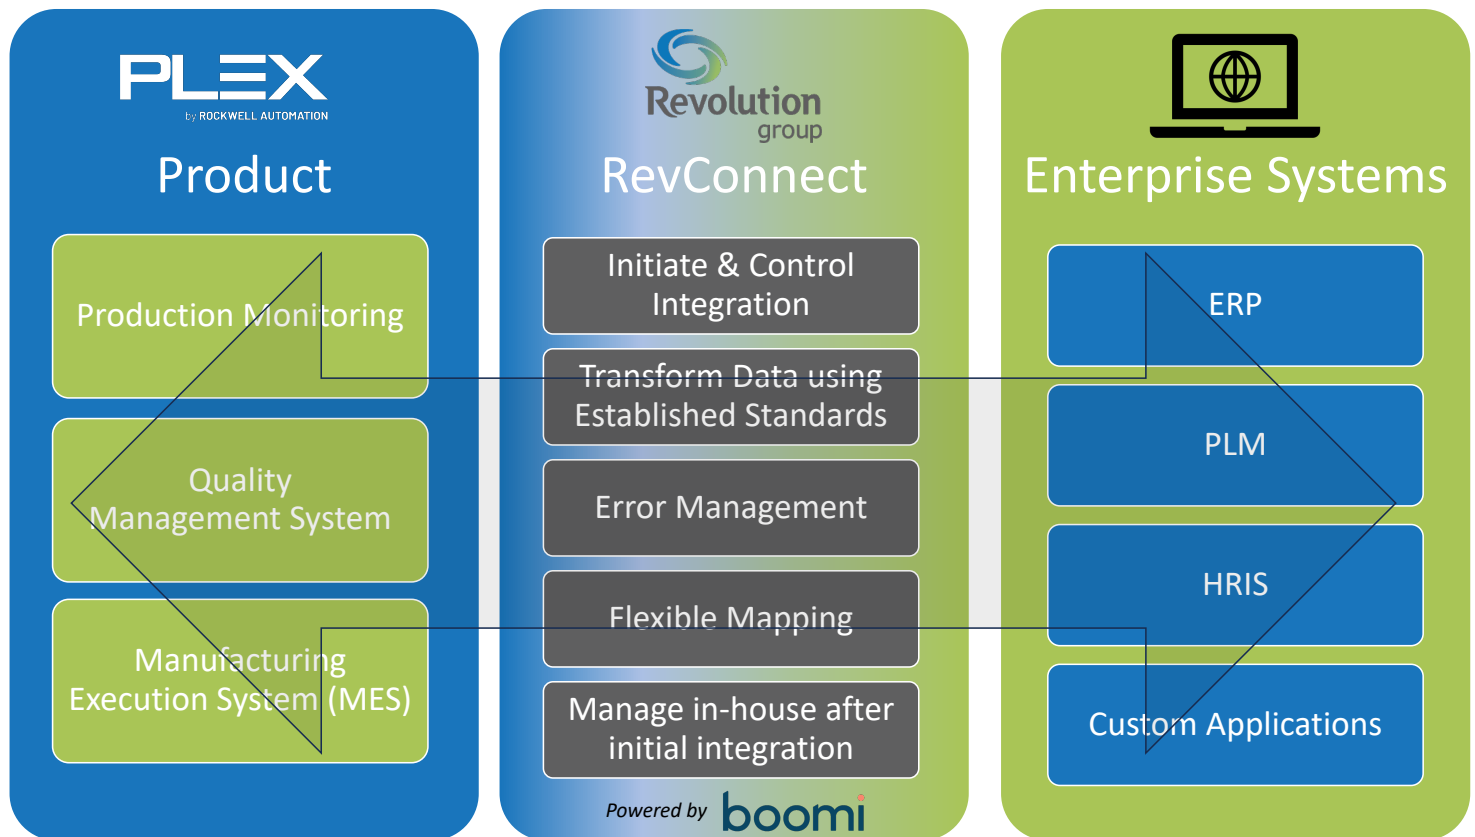 PLEX
by ROCKWELL AUTOMATION
Product
Production Monitoring
Quality
Management System
Manufacturing
Execution System (MES)
Revolution
group
RevConnect
Initiate & Control
Integration
Transform Data using
Established Standards
Error Management
Flexible Mapping
Manage in-house after
initial integration
Powered by boomi
Enterprise Systems
ERP
PLM
HRIS
Custom Applications